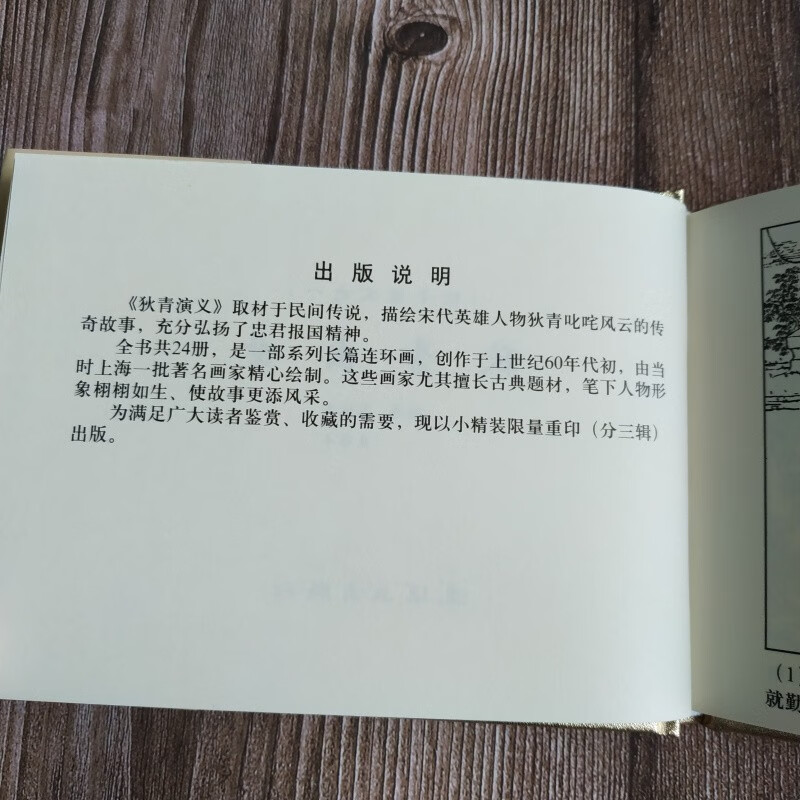 出版说明
《狄青演义》取材于民间传说，描绘宋代英雄人物狄青叱咤风云的传
奇故事，充分弘扬了忠君报国精神。
全书共24册，是一部系列长篇连环画，创作于上世纪60年代初，由当
时上海一批著名画家精心绘制。这些画家尤其擅长古典题材，笔下人物形
象栩栩如生、使故事更添风采。
为满足广大读者鉴赏、收藏的需要，现以小精装限量重印（分三辑）
出版。
（1
就勤